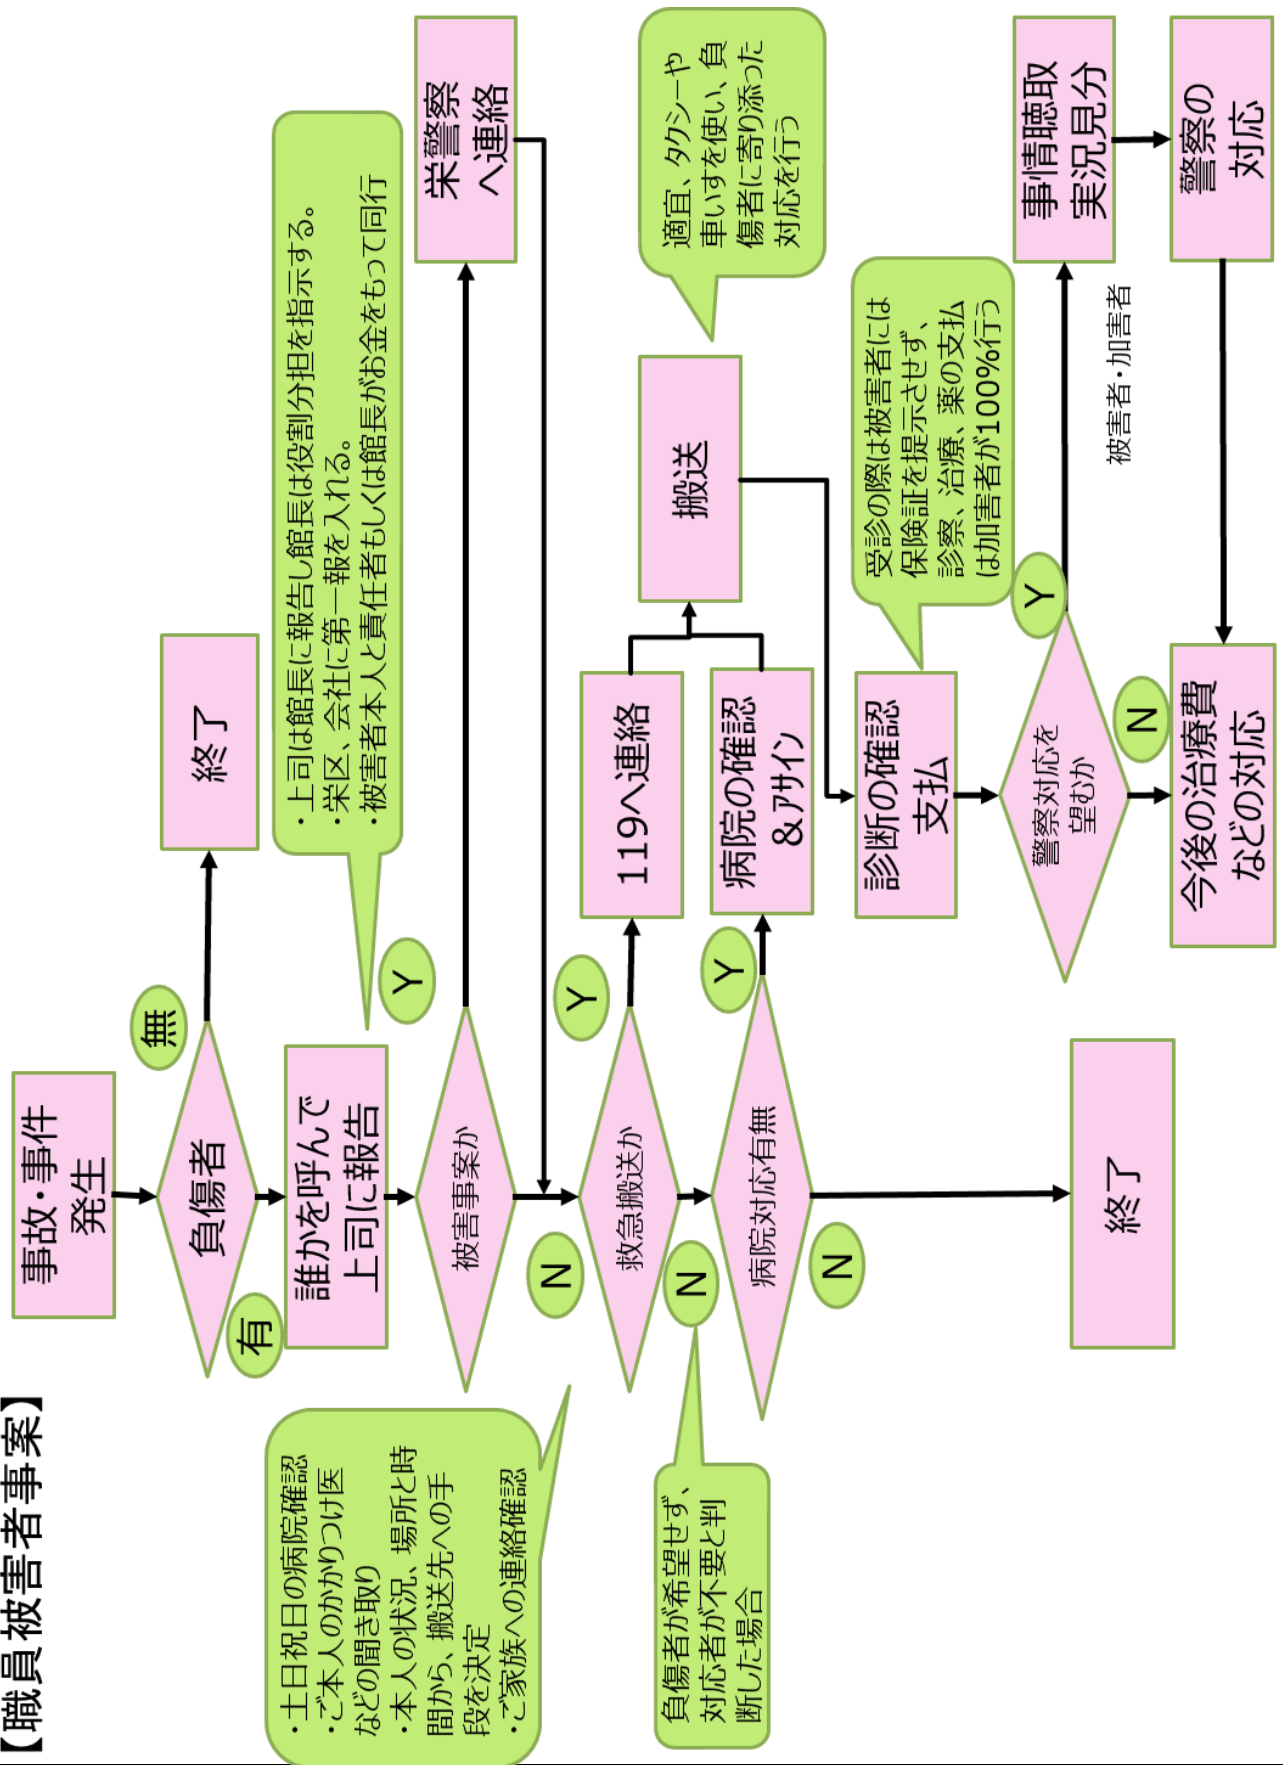 【職員被害者事案】
事故・事件
発生
負傷者
無
終了
有
誰かを呼んで
上司に報告
・上司は館長に報告し館長は役割分担を指示する。
・栄区、会社に第一報を入れる。
・被害者本人と責任者もしくは館長がお金をもって同行
被害事案か
Y
栄警察
へ連絡
N
・土日祝日の病院確認
・ご本人のかかりつけ医
などの聞き取り
・本人の状況、場所と時
間から、搬送先への手
段を決定
・ご家族への連絡確認
救急搬送か
Y
119へ連絡
N
負傷者が希望せず、
対応者が不要と判
断した場合
病院対応有無
Y
病院の確認
&アサイン
N
終了
搬送
適宜、タクシーや
車いすを使い、負
傷者に寄り添った
対応を行う
診断の確認
支払
受診の際は被害者には
保険証を提示させず、
診察、治療、薬の支払
は加害者が100%行う
警察対応を
望むか
Y
被害者・加害者
事情聴取
実況見分
警察の
対応
N
今後の治療費
などの対応